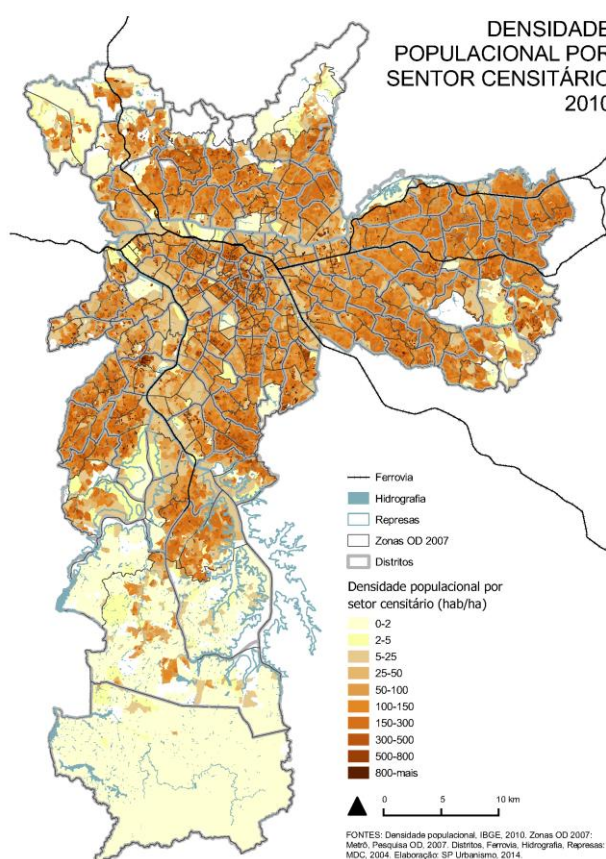 DENSIDADE
POPULACIONAL POR
SETOR CENSITÁRIO
2010
Ferrovia
Hidrografia
Represas
Zonas OD 2007
Distritos
Densidade populacional por
setor censitário (hab/ha)
0-2
2-5
5-25
25-50
50-100
100-150
150-300
300-500
500-800
800-mais
0 5 10 km
FONTES: Densidade populacional, IBGE, 2010. Zonas OD 2007:
Metrô, Pesquisa OD, 2007. Distritos, Ferrovia, Hidrografia, Represas:
MDC, 2004. Elaboração: SP Urbanismo, 2014.